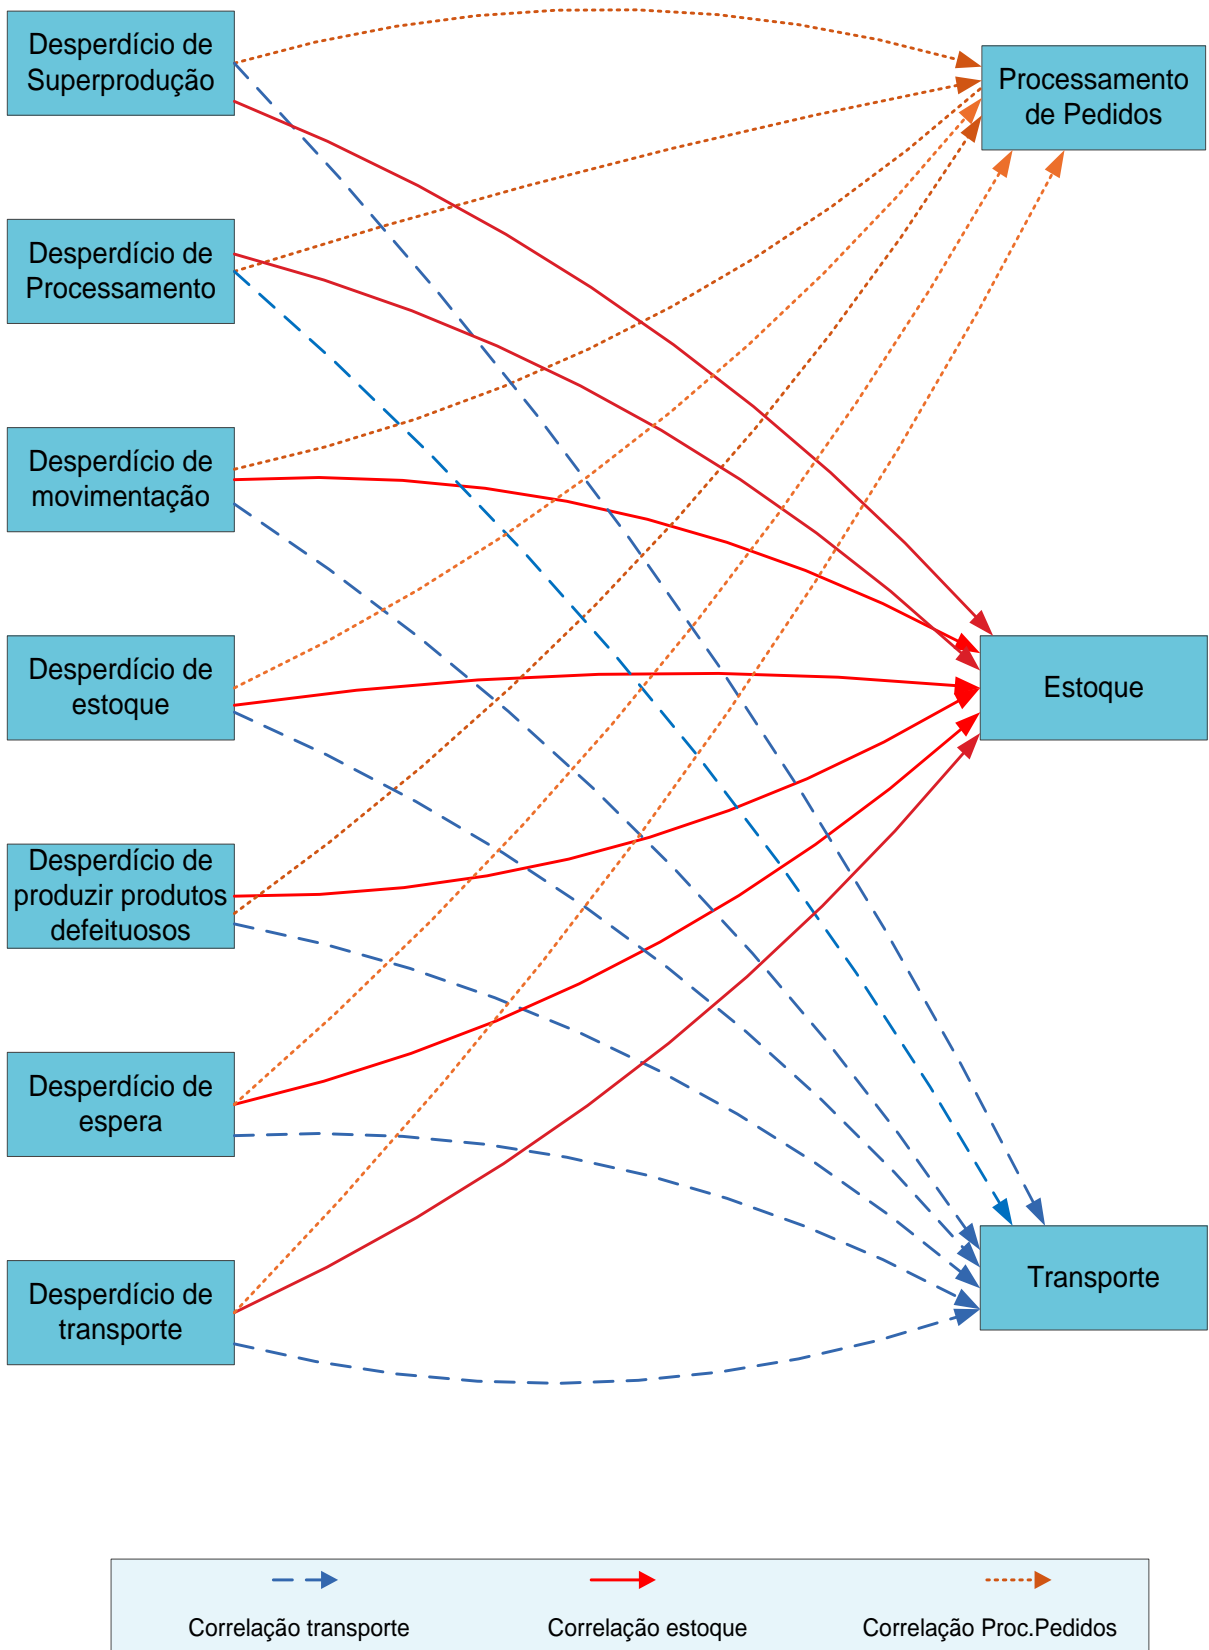 Desperdício de
Superprodução
Processamento
de Pedidos
Desperdício de
Processamento
Desperdício de
movimentação
Desperdício de
estoque
Estoque
Desperdício de
produzir produtos
defeituosos
Desperdício de
espera
Desperdício de
transporte
Transporte
Correlação transporte
Correlação estoque
Correlação Proc.Pedidos